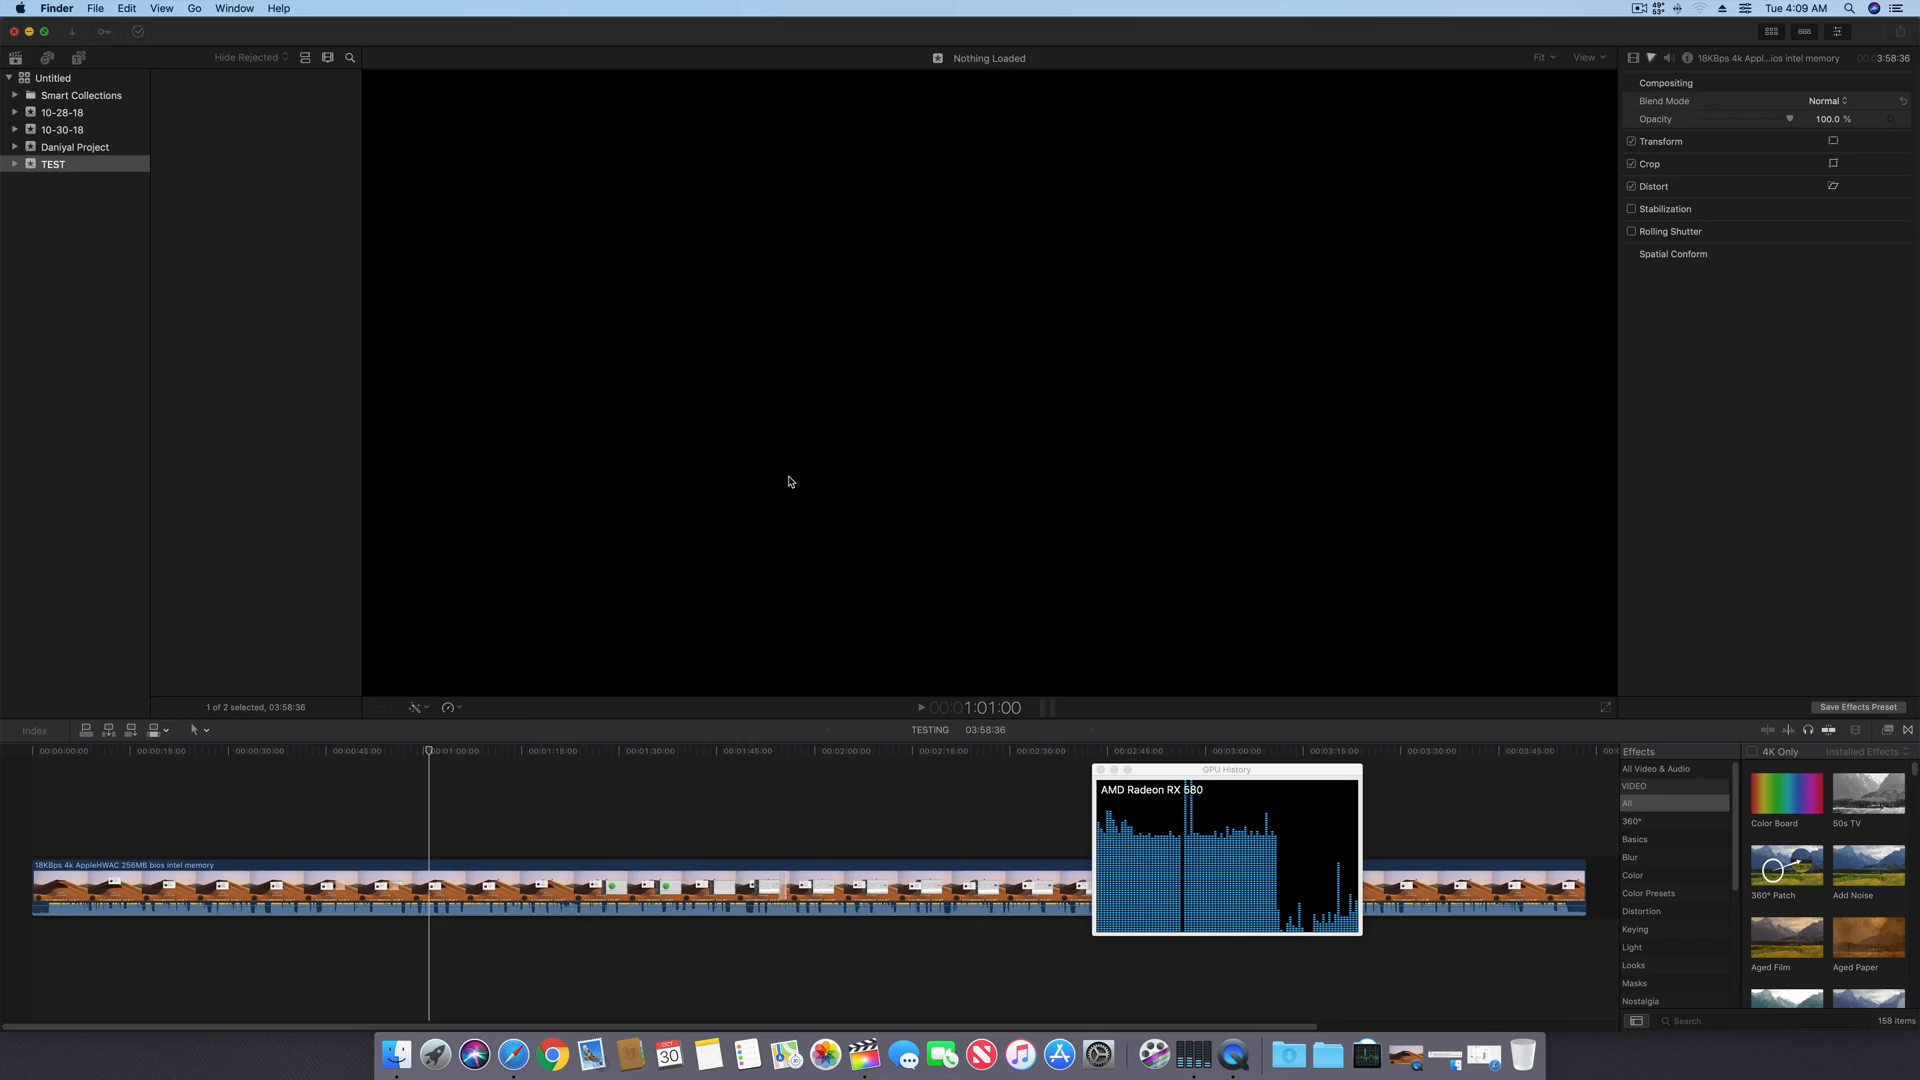 Finder File Edit View Go Window Help
49° 53° Tue 4:09 AM
Hide Rejected
Nothing Loaded
Fit View
18KBps 4k Appl...ios intel memory 00:03:58:36
Untitled
Smart Collections
10-28-18
10-30-18
Daniyal Project
TEST
Compositing
Blend Mode Normal
Opacity 100.0 %
Transform
Crop
Distort
Stabilization
Rolling Shutter
Spatial Conform
1 of 2 selected, 03:58:36
00:01:01:00
Save Effects Preset
Index
TESTING 03:58:36
00:00:00:00 00:00:15:00 00:00:30:00 00:00:45:00 00:01:00:00 00:01:15:00 00:01:30:00 00:01:45:00 00:02:00:00 00:02:15:00 00:02:30:00 00:02:45:00 00:03:00:00 00:03:15:00 00:03:30:00 00:03:45:00
GPU History
AMD Radeon RX 580
18KBps 4k AppleHWAC 256MB bios intel memory
Effects
4K Only Installed Effects
All Video & Audio
VIDEO
All
360°
Basics
Blur
Color
Color Presets
Distortion
Keying
Light
Looks
Masks
Nostalgia
Color Board 50s TV
360° Patch Add Noise
Aged Film Aged Paper
Search
158 items
OCT
30